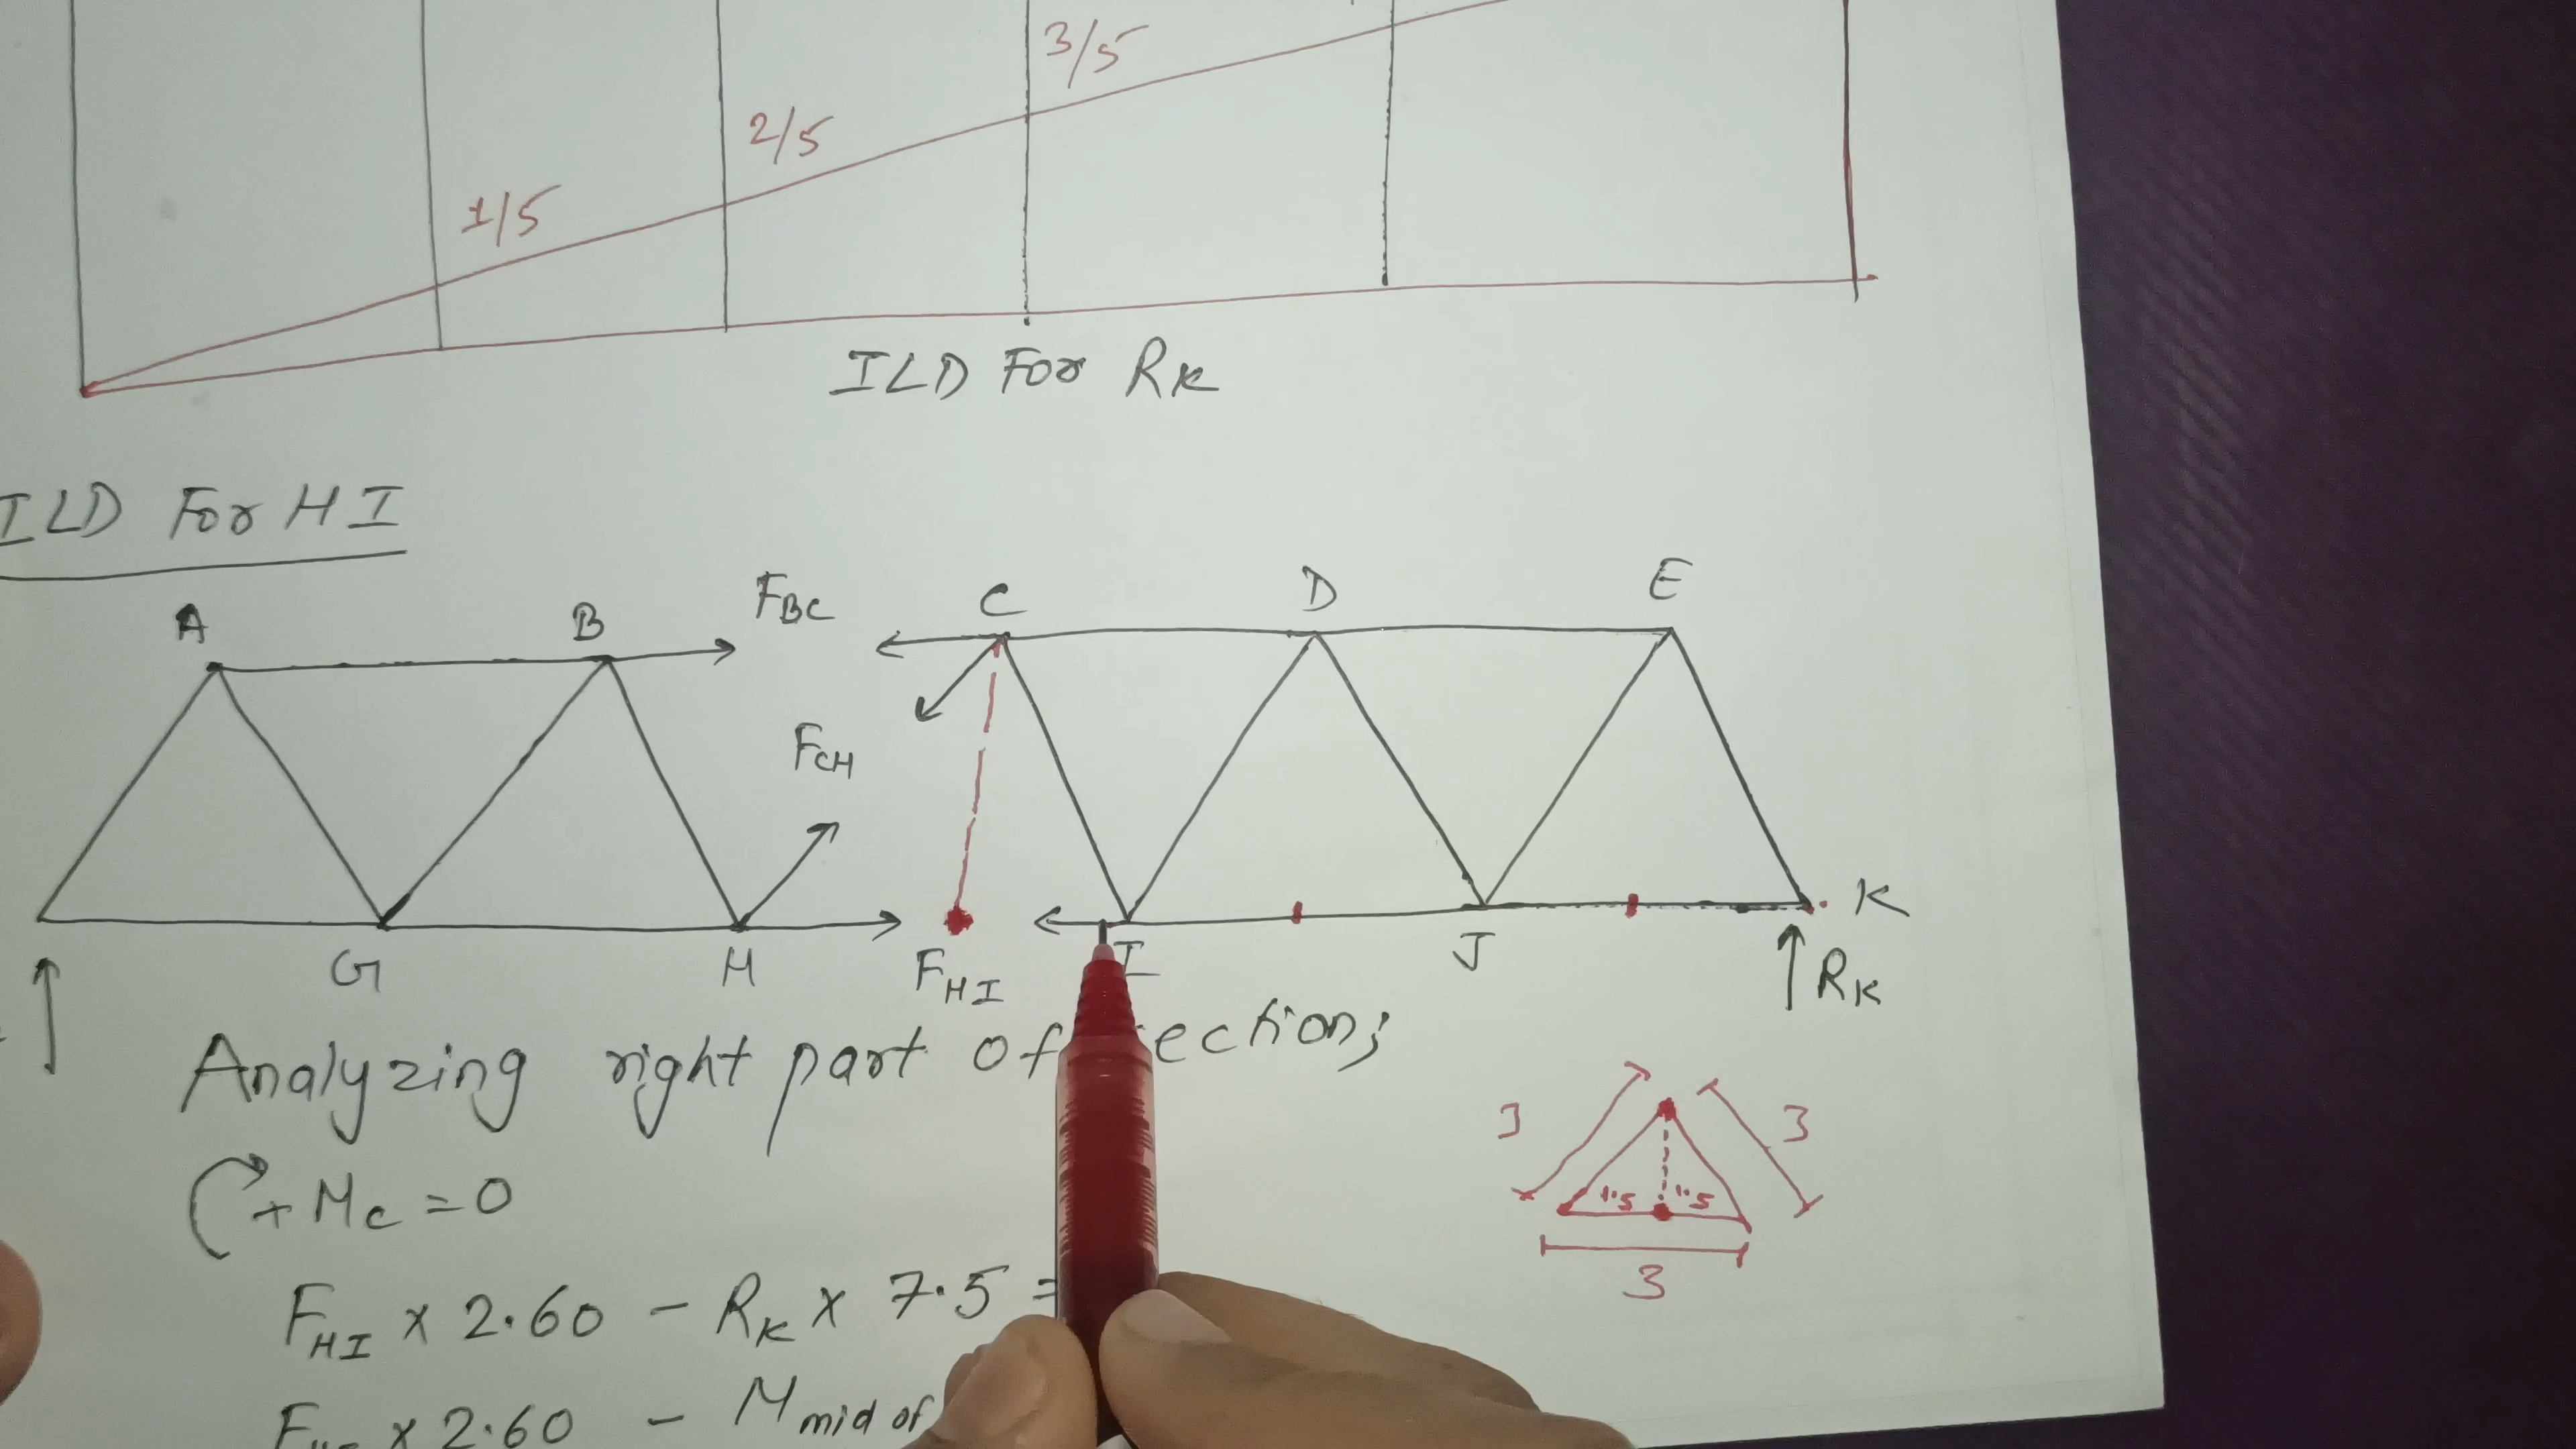 3/5
2/5
1/5
ILD For RK
ILD For HI
A B FBC C D E
FCH
G H FHI I J K
RK
Analyzing right part of ection;
3 3
+ Mc = 0
1.5 1.5
3
FHI x 2.60 - RK x 7.5 =
x 2.60 - M mid of